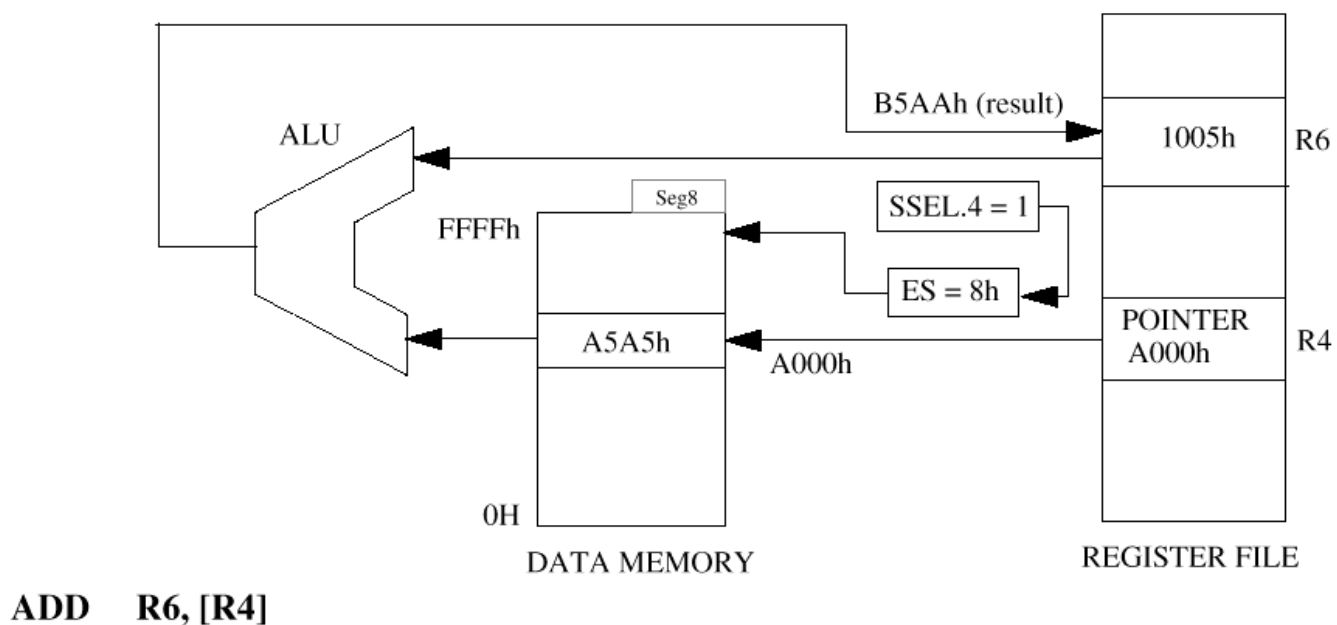 B5AAh (result)
ALU
1005h
R6
Seg8
SSEL.4 = 1
FFFFh
ES = 8h
POINTER
A000h
R4
A5A5h
A000h
0H
DATA MEMORY
REGISTER FILE
ADD R6, [R4]